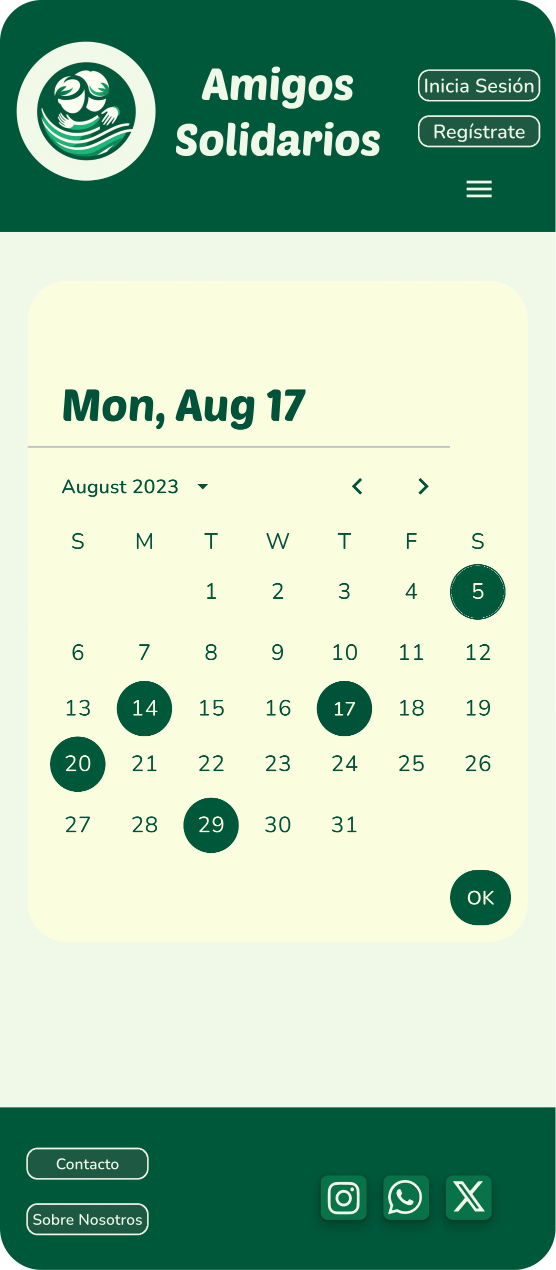 Amigos
Solidarios
Inicia Sesión
Regístrate
Mon, Aug 17
August 2023
S M T W T F S
1 2 3 4 5
6 7 8 9 10 11 12
13 14 15 16 17 18 19
20 21 22 23 24 25 26
27 28 29 30 31
OK
Contacto
Sobre Nosotros